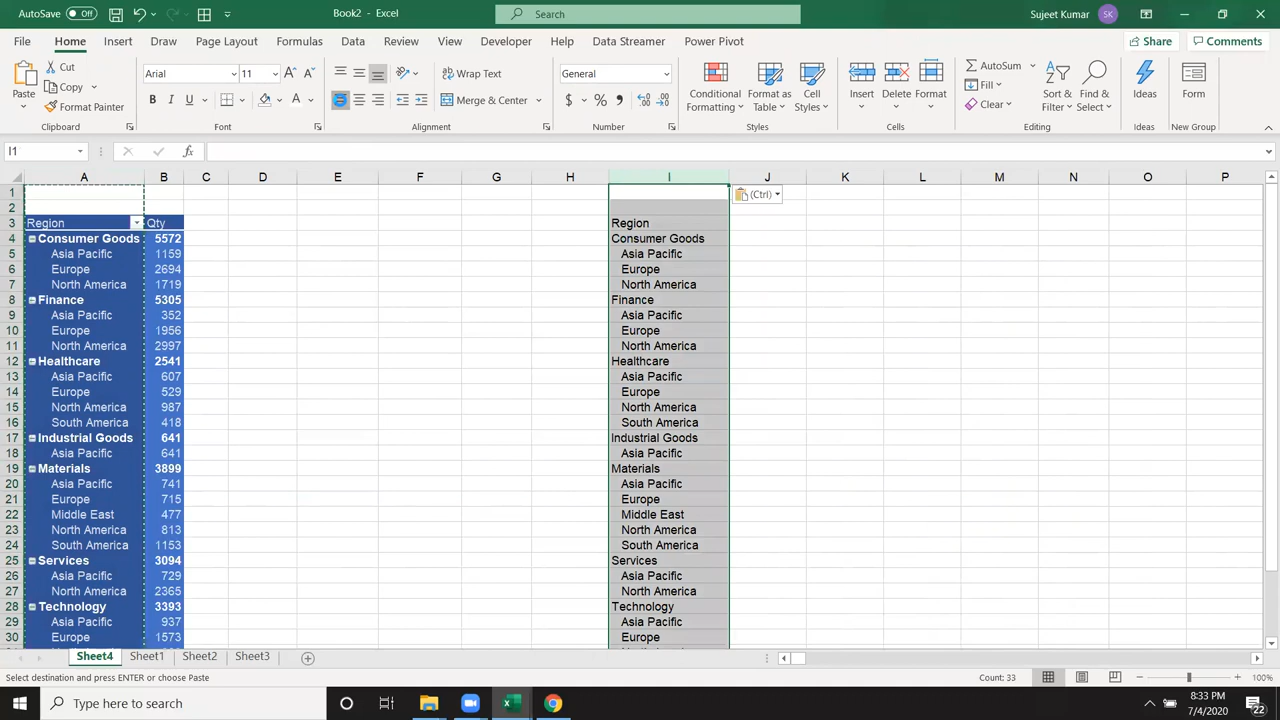 AutoSave Off Book2 - Excel Search Sujeet Kumar SK
File Home Insert Draw Page Layout Formulas Data Review View Developer Help Data Streamer Power Pivot Share Comments
Paste Cut Copy Format Painter Clipboard
Arial 11 A A B I U A Font
ab Wrap Text Merge & Center Alignment
General $ % , Number
Conditional Formatting Format as Table Cell Styles Styles
Insert Delete Format Cells
AutoSum Fill Clear Sort & Filter Find & Select Editing
Ideas Ideas
Form New Group
I1 fx
A B C D E F G H I J K L M N O P
1 (Ctrl)
2
3 Region Qty Region
4 Consumer Goods 5572 Consumer Goods
5 Asia Pacific 1159 Asia Pacific
6 Europe 2694 Europe
7 North America 1719 North America
8 Finance 5305 Finance
9 Asia Pacific 352 Asia Pacific
10 Europe 1956 Europe
11 North America 2997 North America
12 Healthcare 2541 Healthcare
13 Asia Pacific 607 Asia Pacific
14 Europe 529 Europe
15 North America 987 North America
16 South America 418 South America
17 Industrial Goods 641 Industrial Goods
18 Asia Pacific 641 Asia Pacific
19 Materials 3899 Materials
20 Asia Pacific 741 Asia Pacific
21 Europe 715 Europe
22 Middle East 477 Middle East
23 North America 813 North America
24 South America 1153 South America
25 Services 3094 Services
26 Asia Pacific 729 Asia Pacific
27 North America 2365 North America
28 Technology 3393 Technology
29 Asia Pacific 937 Asia Pacific
30 Europe 1573 Europe
Sheet4 Sheet1 Sheet2 Sheet3
Select destination and press ENTER or choose Paste Count: 33 100%
Type here to search 8:33 PM
7/4/2020 22